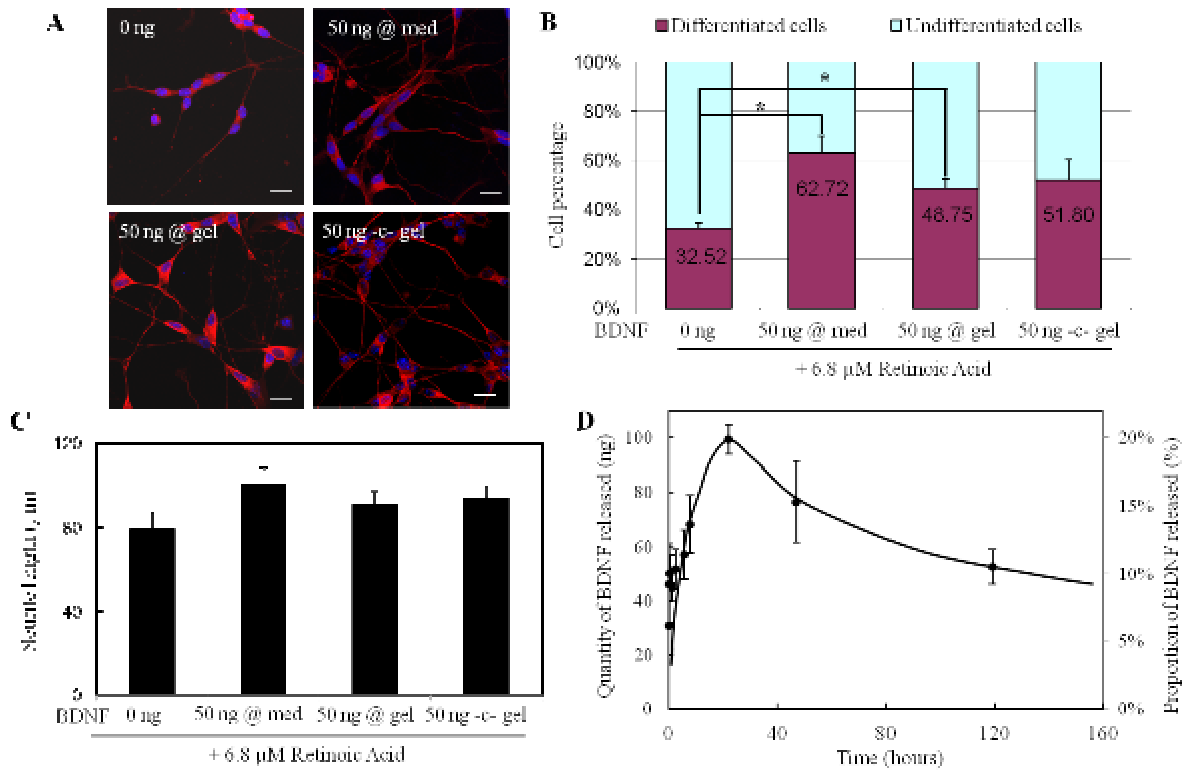 A
0 ng
50 ng @ med
50 ng @ gel
50 ng -c- gel
B
Differentiated cells
Undifferentiated cells
100%
80%
60%
40%
20%
0%
Cell percentage
*
*
32.52
62.72
48.75
51.80
BDNF 0 ng 50 ng @ med 50 ng @ gel 50 ng -c- gel
+ 6.8 µM Retinoic Acid
C
120
80
40
0
BDNF 0 ng 50 ng @ med 50 ng @ gel 50 ng -c- gel
+ 6.8 µM Retinoic Acid
D
Quantity of BDNF released (ng)
100
80
60
40
20
0
20%
15%
10%
5%
0%
Proportion of BDNF released (%)
0 40 80 120 160
Time (hours)